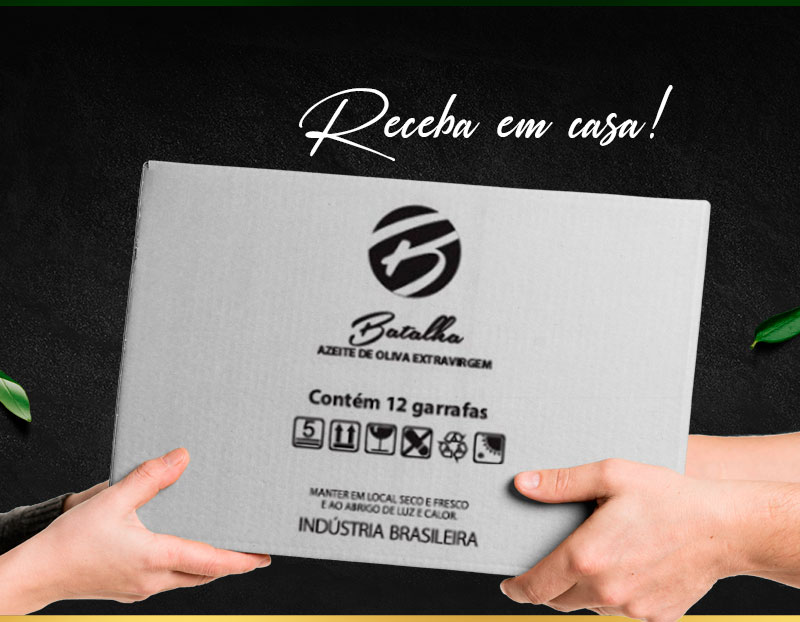 Receba em casa!
B
Batalha
AZEITE DE OLIVA EXTRAVIRGEM
Contém 12 garrafas
5
MANTER EM LOCAL SECO E FRESCO
E AO ABRIGO DE LUZ E CALOR.
INDÚSTRIA BRASILEIRA